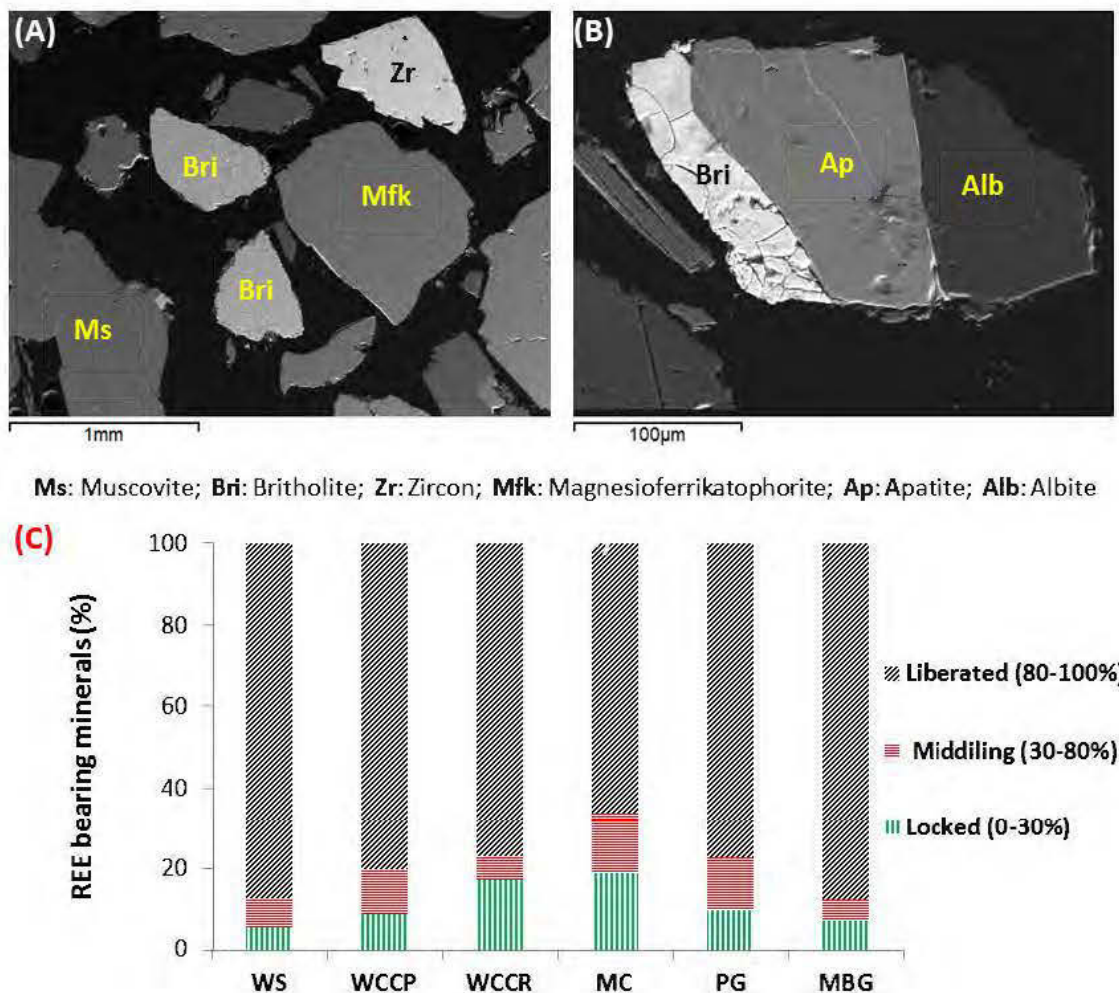 (A)
Zr
Bri
Mfk
Bri
Ms
1mm
(B)
Bri
Ap
Alb
100µm
Ms: Muscovite; Bri: Britholite; Zr: Zircon; Mfk: Magnesioferrikatophorite; Ap: Apatite; Alb: Albite
(C)
REE bearing minerals (%)
100
80
60
40
20
0
WS WCCP WCCR MC PG MBG
Liberated (80-100%)
Middiling (30-80%)
Locked (0-30%)